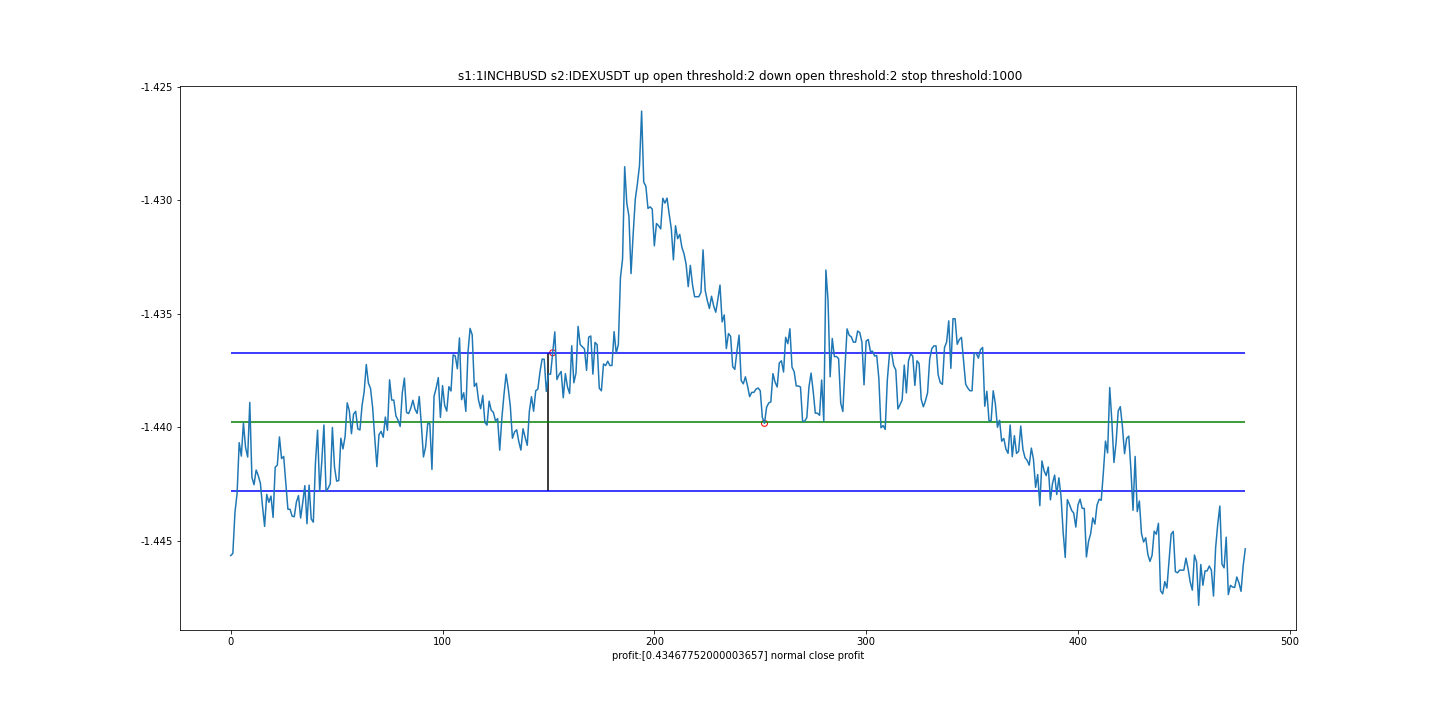 s1:1INCHBUSD s2:IDEXUSDT up open threshold:2 down open threshold:2 stop threshold:1000
-1.425
-1.430
-1.435
-1.440
-1.445
0 100 200 300 400 500
profit:[0.43467752000003657] normal close profit